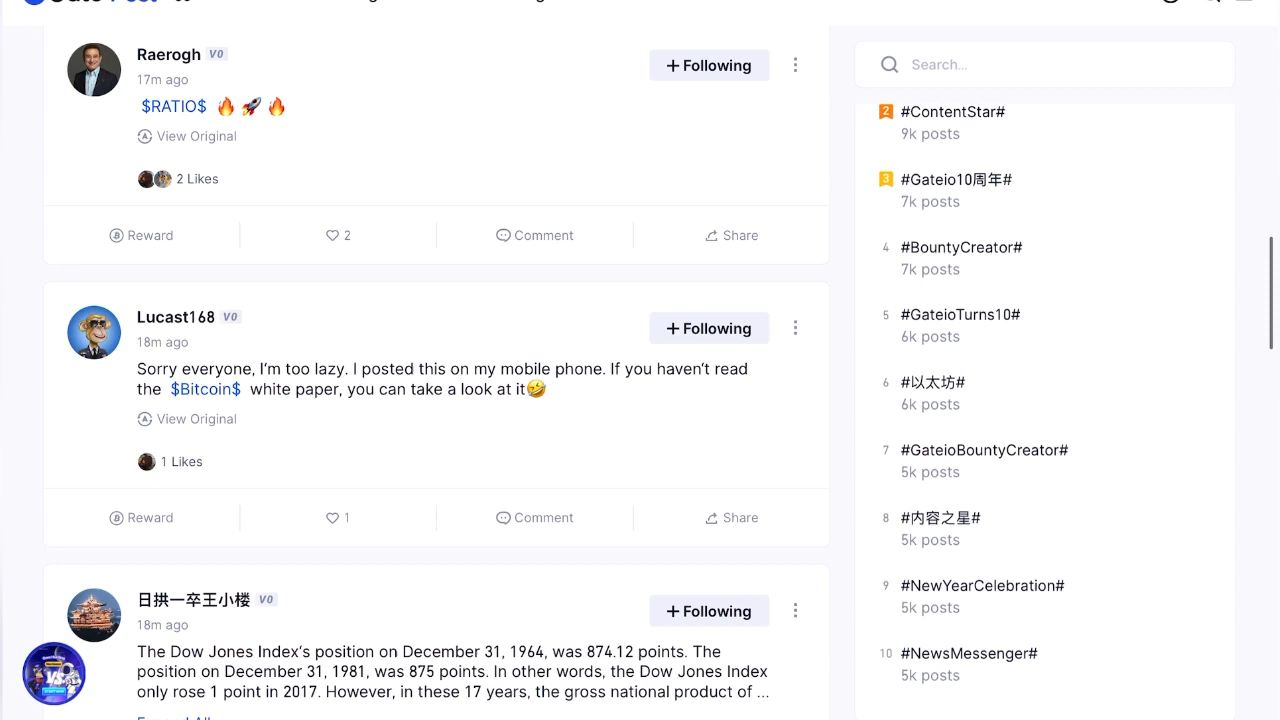 Raerogh V0
+ Following
17m ago
$RATIO$ 🔥 🚀 🔥
View Original
2 Likes
Reward
2
Comment
Share
Lucast168 V0
+ Following
18m ago
Sorry everyone, I'm too lazy. I posted this on my mobile phone. If you haven't read
the $Bitcoin$ white paper, you can take a look at it🤣
View Original
1 Likes
Reward
1
Comment
Share
日拱一卒王小楼 V0
+ Following
18m ago
The Dow Jones Index's position on December 31, 1964, was 874.12 points. The
position on December 31, 1981, was 875 points. In other words, the Dow Jones Index
only rose 1 point in 2017. However, in these 17 years, the gross national product of ...
VS
Search...
2 #ContentStar#
9k posts
3 #Gateio10周年#
7k posts
4 #BountyCreator#
7k posts
5 #GateioTurns10#
6k posts
6 #以太坊#
6k posts
7 #GateioBountyCreator#
5k posts
8 #内容之星#
5k posts
9 #NewYearCelebration#
5k posts
10 #NewsMessenger#
5k posts